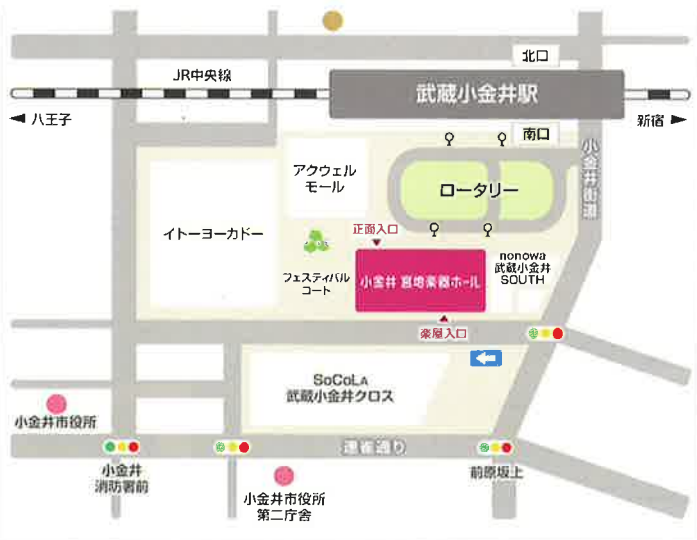 北口
JR中央線
武蔵小金井駅
八王子
新宿
南口
小金井街道
アクウェル
モール
ロータリー
イトーヨーカドー
正面入口
フェスティバル
コート
小金井 宮地楽器ホール
nonowa
武蔵小金井
SOUTH
楽屋入口
SoCoLA
武蔵小金井クロス
小金井市役所
連雀通り
小金井
消防署前
前原坂上
小金井市役所
第二庁舎